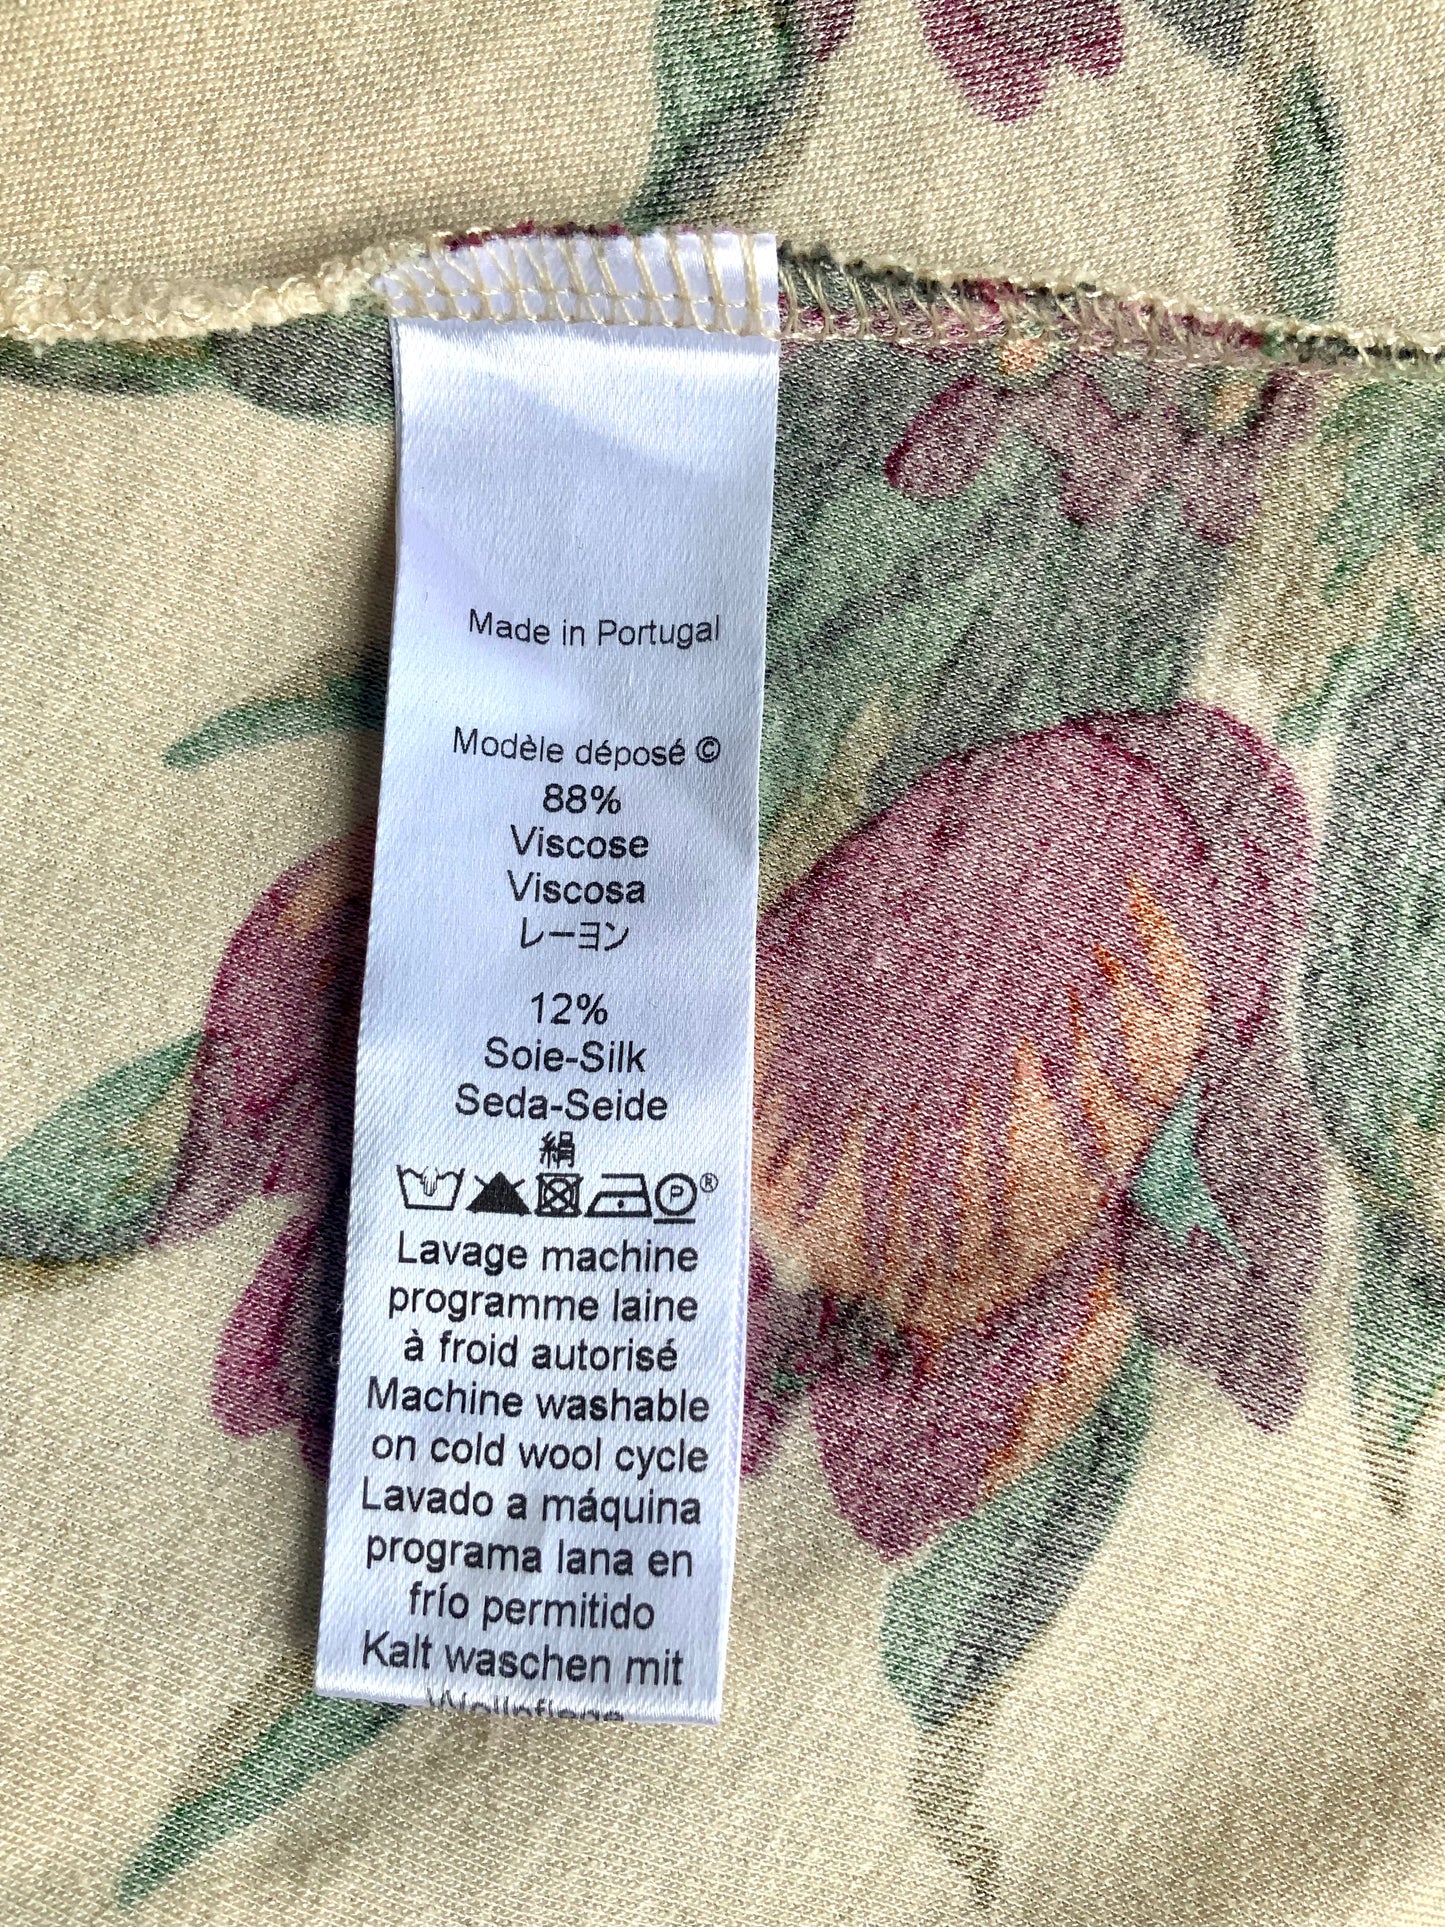 Made in Portugal
Modèle déposé ©
88%
Viscose
Viscosa
レーヨン
12%
Soie-Silk
Seda-Seide
絹
P ®
Lavage machine
programme laine
à froid autorisé
Machine washable
on cold wool cycle
Lavado a máquina
programa lana en
frío permitido
Kalt waschen mit